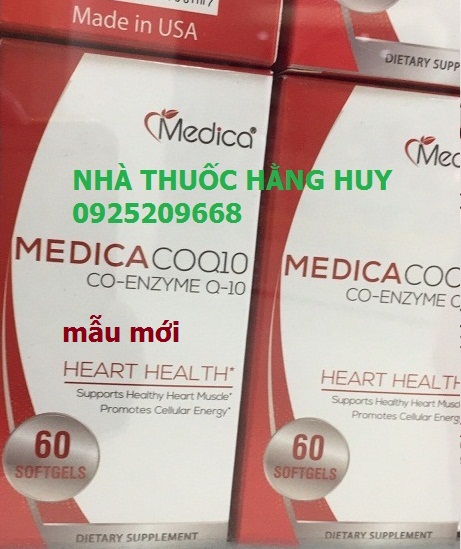 Made in USA
DIETARY SUPP
Medica®
Med
NHÀ THUỐC HẰNG HUY
0925209668
MEDICACOQ10
CO-ENZYME Q-10
MEDICACOQ
CO-ENZYME Q
mẫu mới
HEART HEALTH*
Supports Healthy Heart Muscle*
Promotes Cellular Energy*
HEART HEALTH
Supports Healthy Heart Musc
Promotes Cellular Energy*
60
SOFTGELS
60
SOFTGELS
DIETARY SUPPLEMENT
DIETARY SUPPLEMENT